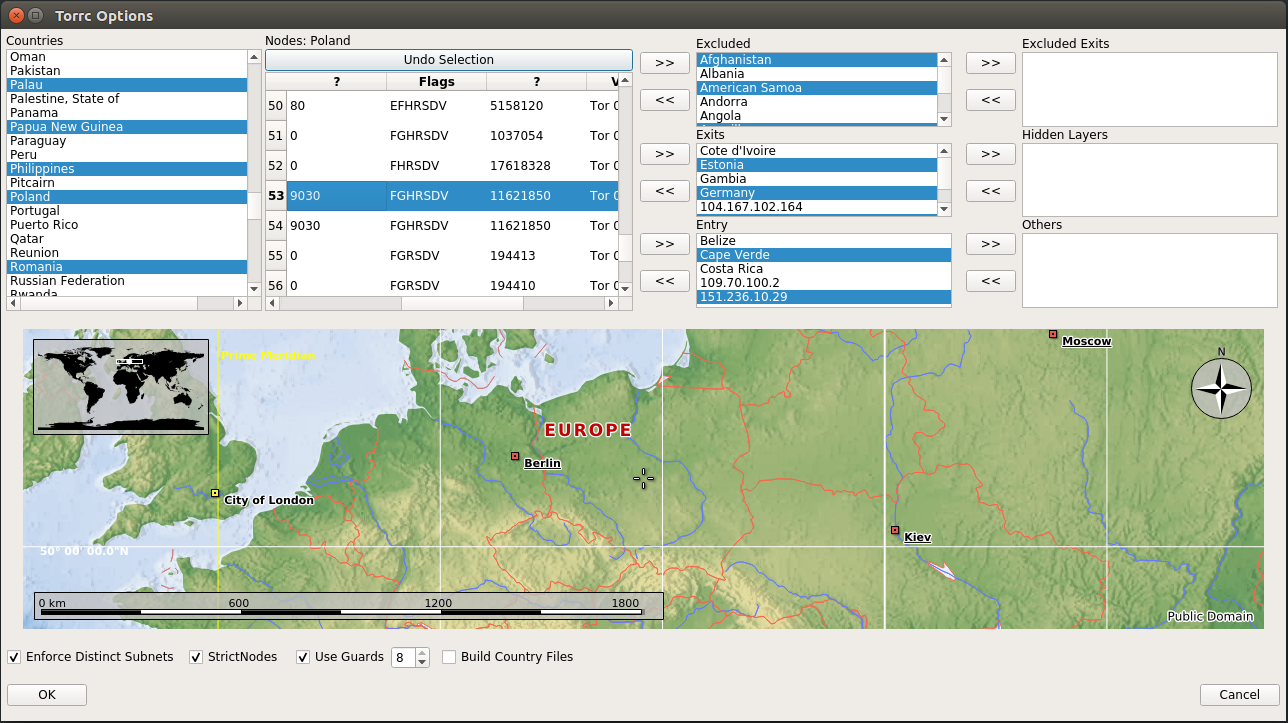 Torrc Options
Countries
Oman
Pakistan
Palau
Palestine, State of
Panama
Papua New Guinea
Paraguay
Peru
Philippines
Pitcairn
Poland
Portugal
Puerto Rico
Qatar
Reunion
Romania
Russian Federation
Rwanda
Nodes: Poland
Undo Selection
? Flags ? V
50 80 EFHRSDV 5158120 Tor 0
51 0 FGHRSDV 1037054 Tor 0
52 0 FHRSDV 17618328 Tor 0
53 9030 FGHRSDV 11621850 Tor 0
54 9030 FGHRSDV 11621850 Tor 0
55 0 FGRSDV 194413 Tor 0
56 0 FGRSDV 194410 Tor 0
>>
<<
>>
<<
>>
<<
Excluded
Afghanistan
Albania
American Samoa
Andorra
Angola
Exits
Cote d'Ivoire
Estonia
Gambia
Germany
104.167.102.164
Entry
Belize
Cape Verde
Costa Rica
109.70.100.2
151.236.10.29
>>
<<
>>
<<
>>
<<
Excluded Exits
Hidden Layers
Others
Prime Meridian
Moscow
N
EUROPE
Berlin
City of London
Kiev
50° 00' 00.0"N
0 km 600 1200 1800
Public Domain
Enforce Distinct Subnets StrictNodes Use Guards 8 Build Country Files
OK Cancel